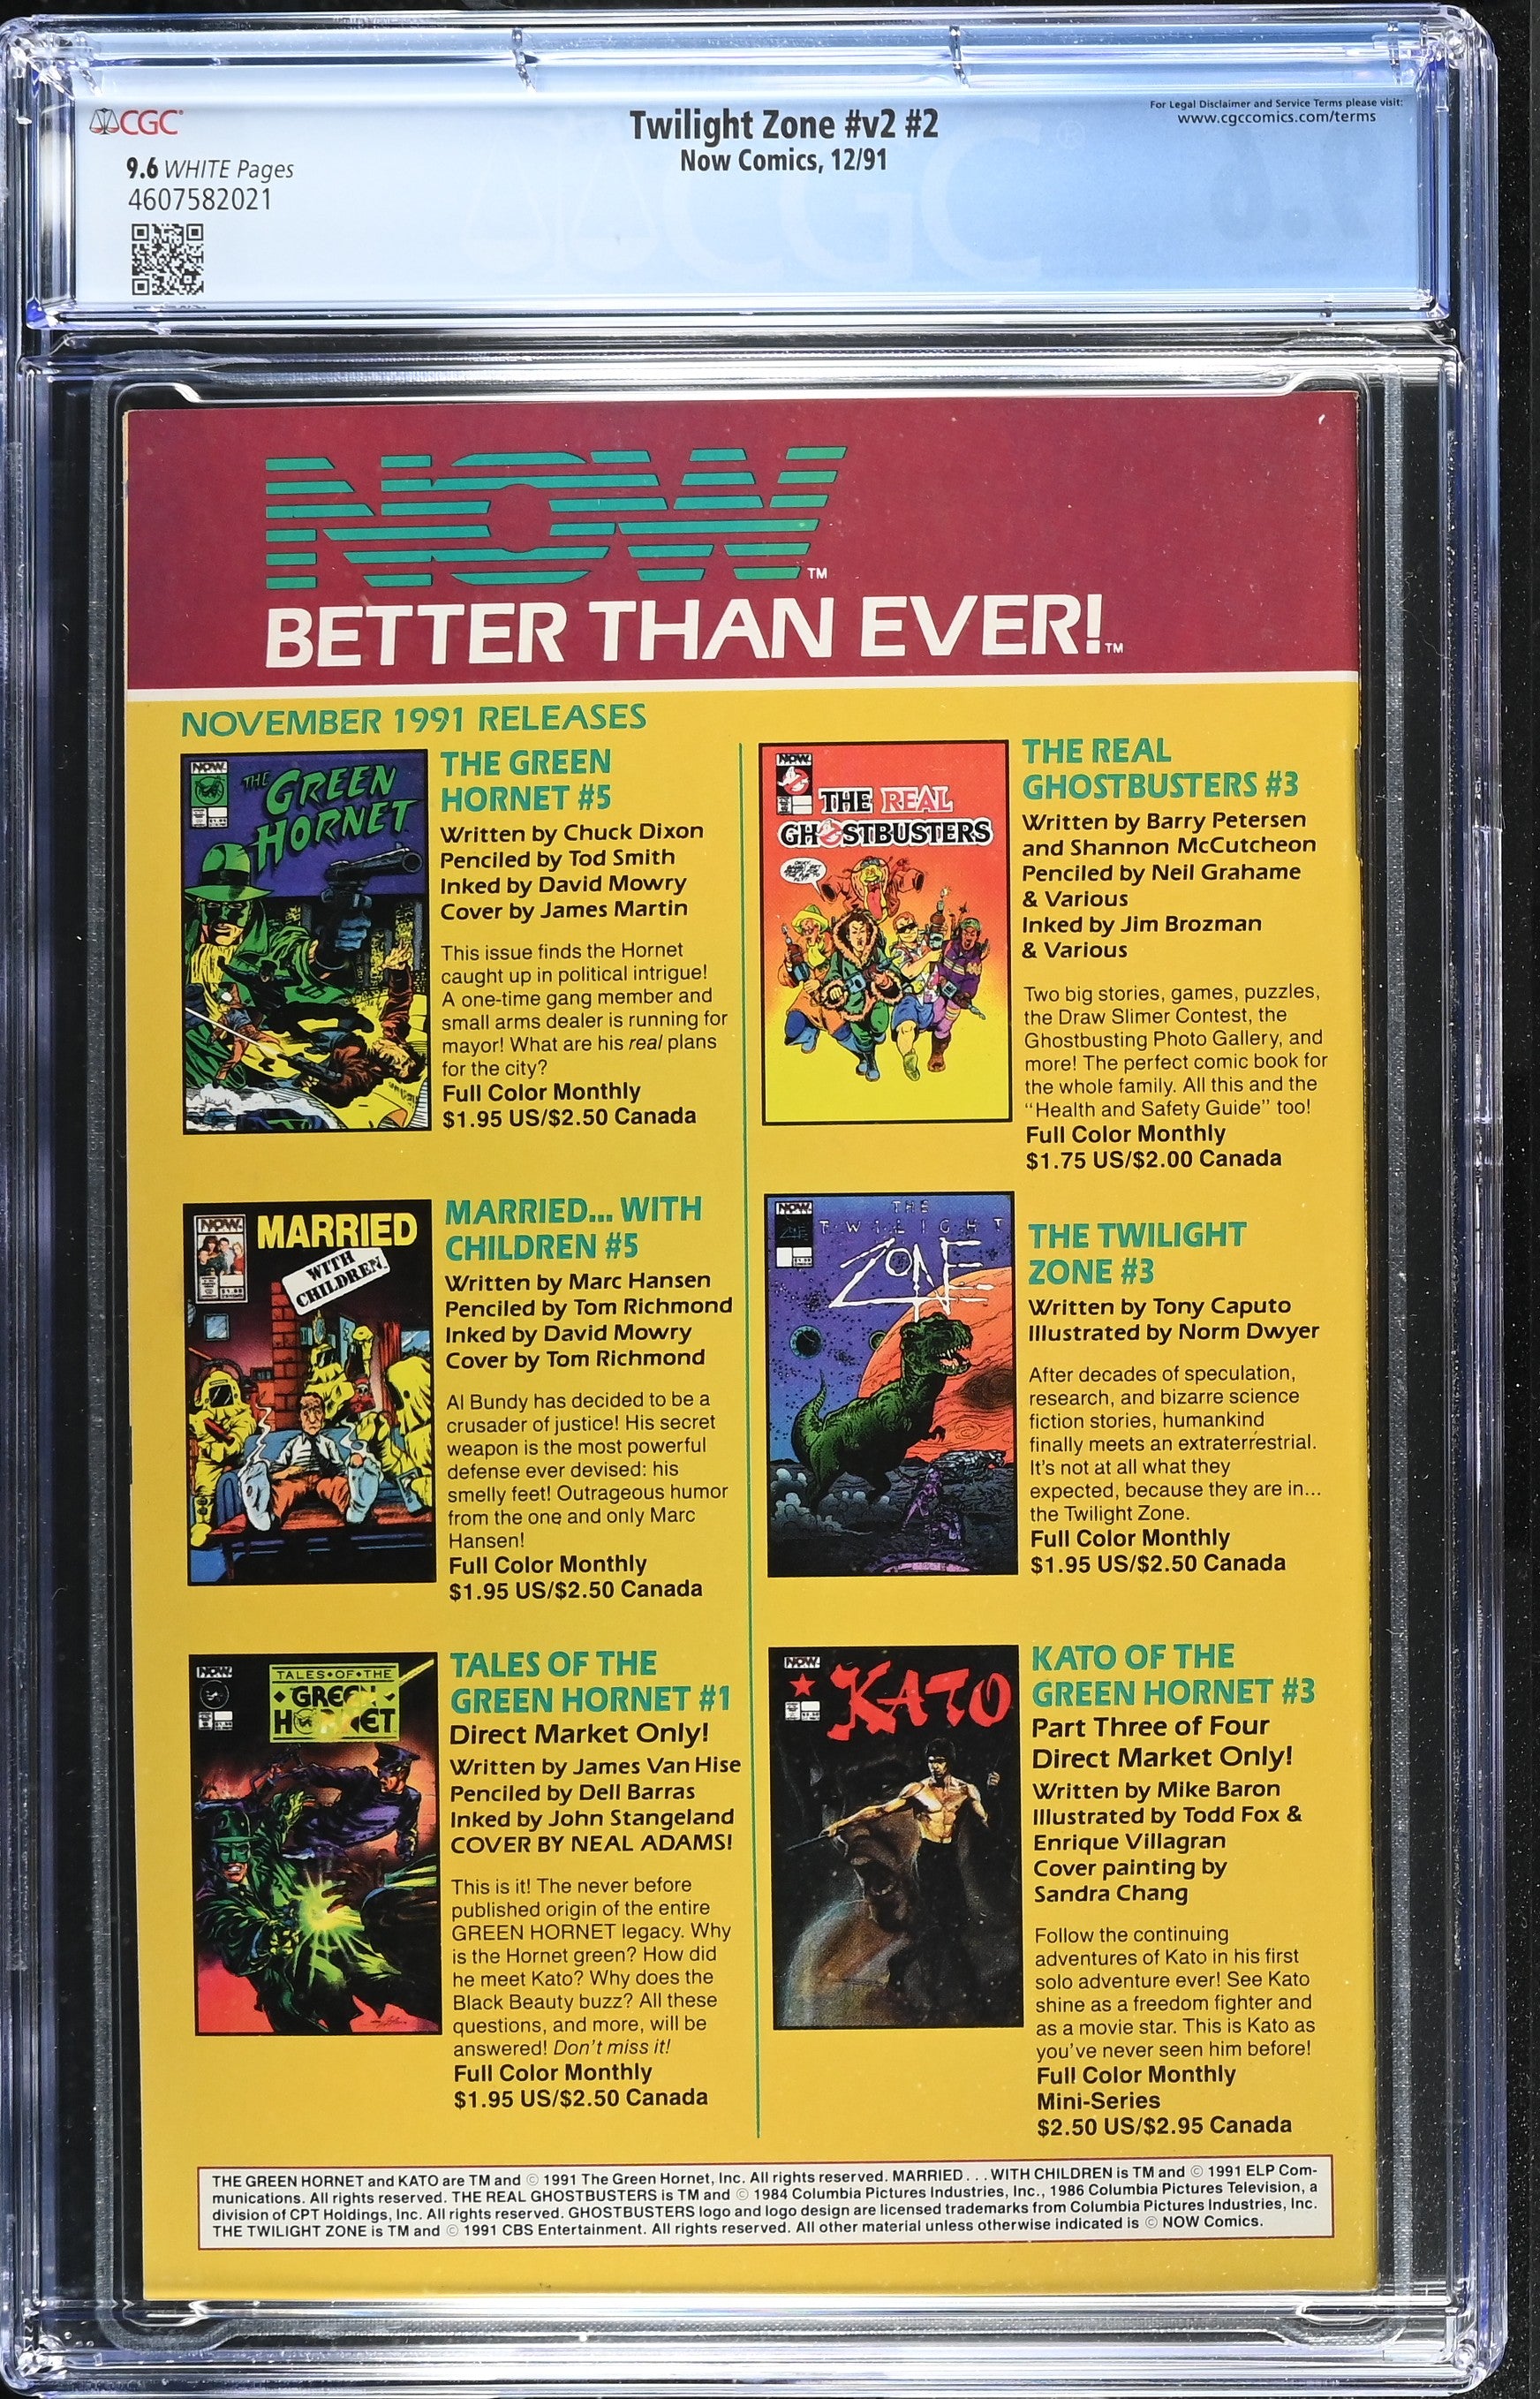 CGC
9.6 WHITE Pages
4607582021
Twilight Zone #v2 #2
Now Comics, 12/91
For Legal Disclaimer and Service Terms please visit:
www.cgccomics.com/terms
NOW™
BETTER THAN EVER!™
NOVEMBER 1991 RELEASES
NOW
THE
GREEN
HORNET
THE GREEN
HORNET #5
Written by Chuck Dixon
Penciled by Tod Smith
Inked by David Mowry
Cover by James Martin
This issue finds the Hornet
caught up in political intrigue!
A one-time gang member and
small arms dealer is running for
mayor! What are his real plans
for the city?
Full Color Monthly
$1.95 US/$2.50 Canada
NOW
MARRIED
WITH
CHILDREN
MARRIED... WITH
CHILDREN #5
Written by Marc Hansen
Penciled by Tom Richmond
Inked by David Mowry
Cover by Tom Richmond
Al Bundy has decided to be a
crusader of justice! His secret
weapon is the most powerful
defense ever devised: his
smelly feet! Outrageous humor
from the one and only Marc
Hansen!
Full Color Monthly
$1.95 US/$2.50 Canada
NOW
TALES•OF•THE
GREEN
HORNET
TALES OF THE
GREEN HORNET #1
Direct Market Only!
Written by James Van Hise
Penciled by Dell Barras
Inked by John Stangeland
COVER BY NEAL ADAMS!
This is it! The never before
published origin of the entire
GREEN HORNET legacy. Why
is the Hornet green? How did
he meet Kato? Why does the
Black Beauty buzz? All these
questions, and more, will be
answered! Don't miss it!
Full Color Monthly
$1.95 US/$2.50 Canada
NOW
THE REAL
GHOSTBUSTERS
THE REAL
GHOSTBUSTERS #3
Written by Barry Petersen
and Shannon McCutcheon
Penciled by Neil Grahame
& Various
Inked by Jim Brozman
& Various
Two big stories, games, puzzles,
the Draw Slimer Contest, the
Ghostbusting Photo Gallery, and
more! The perfect comic book for
the whole family. All this and the
"Health and Safety Guide" too!
Full Color Monthly
$1.75 US/$2.00 Canada
NOW
THE
TWILIGHT
ZONE
THE TWILIGHT
ZONE #3
Written by Tony Caputo
Illustrated by Norm Dwyer
After decades of speculation,
research, and bizarre science
fiction stories, humankind
finally meets an extraterrestrial.
It's not at all what they
expected, because they are in...
the Twilight Zone.
Full Color Monthly
$1.95 US/$2.50 Canada
NOW
KATO
KATO OF THE
GREEN HORNET #3
Part Three of Four
Direct Market Only!
Written by Mike Baron
Illustrated by Todd Fox &
Enrique Villagran
Cover painting by
Sandra Chang
Follow the continuing
adventures of Kato in his first
solo adventure ever! See Kato
shine as a freedom fighter and
as a movie star. This is Kato as
you've never seen him before!
Full Color Monthly
Mini-Series
$2.50 US/$2.95 Canada
THE GREEN HORNET and KATO are TM and © 1991 The Green Hornet, Inc. All rights reserved. MARRIED . . . WITH CHILDREN is TM and © 1991 ELP Com-
munications. All rights reserved. THE REAL GHOSTBUSTERS is TM and © 1984 Columbia Pictures Industries, Inc., 1986 Columbia Pictures Television, a
division of CPT Holdings, Inc. All rights reserved. GHOSTBUSTERS logo and logo design are licensed trademarks from Columbia Pictures Industries, Inc.
THE TWILIGHT ZONE is TM and © 1991 CBS Entertainment. All rights reserved. All other material unless otherwise indicated is © NOW Comics.